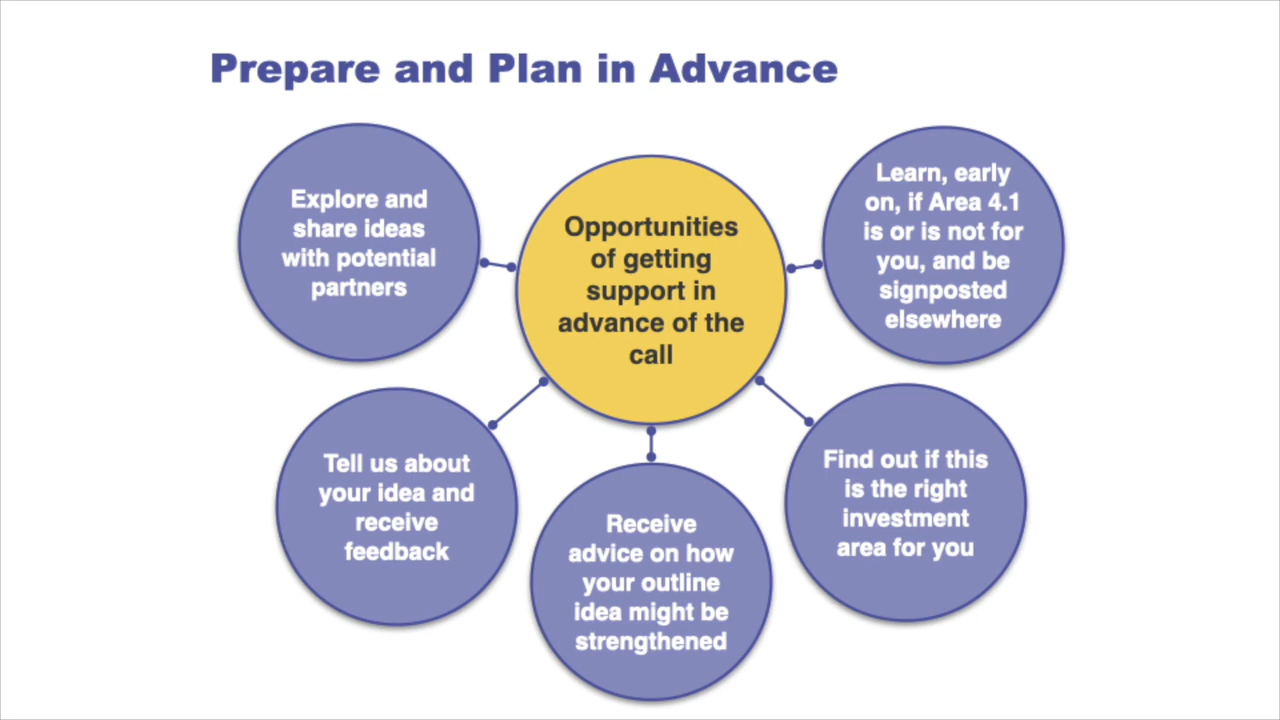 Prepare and Plan in Advance
Explore and
share ideas
with potential
partners
Opportunities
of getting
support in
advance of the
call
Learn, early
on, if Area 4.1
is or is not for
you, and be
signposted
elsewhere
Tell us about
your idea and
receive
feedback
Receive
advice on how
your outline
idea might be
strengthened
Find out if this
is the right
investment
area for you